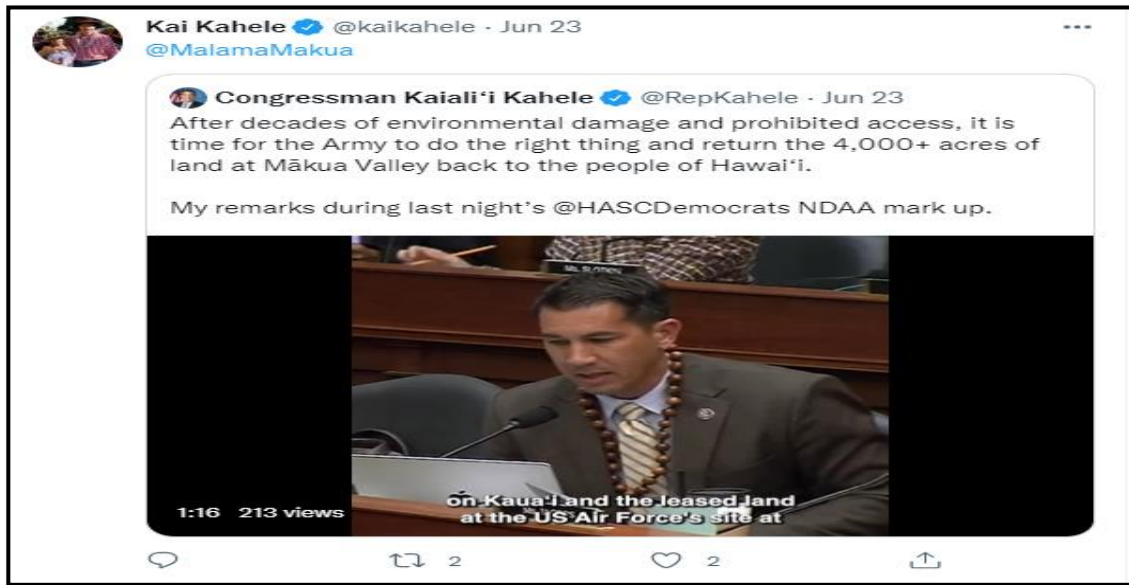 Kai Kahele @kaikahele · Jun 23
@MalamaMakua
Congressman Kaialiʻi Kahele @RepKahele · Jun 23
After decades of environmental damage and prohibited access, it is
time for the Army to do the right thing and return the 4,000+ acres of
land at Mākua Valley back to the people of Hawaiʻi.
My remarks during last night’s @HASCDemocrats NDAA mark up.
Ms. SLOTKIN
on Kaua'i and the leased land
at the US Air Force's site at
1:16 213 views
2 2